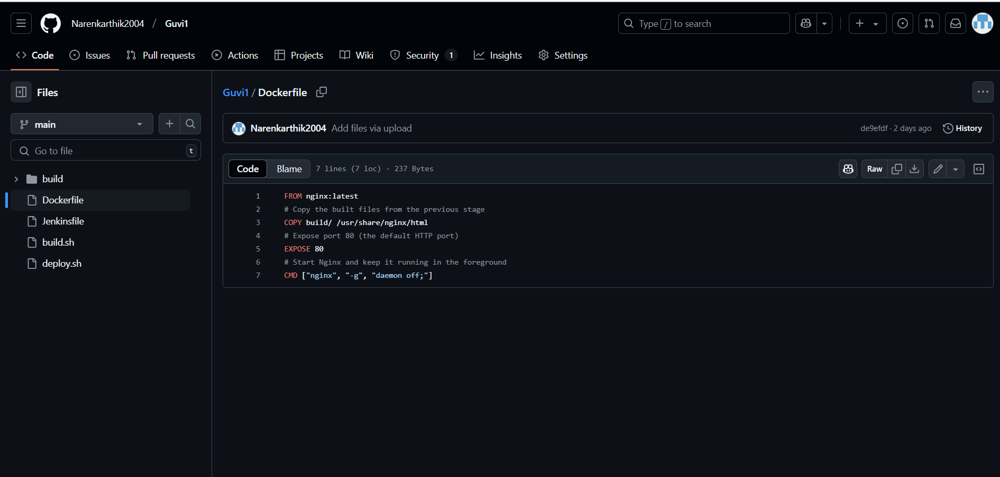 Narenkarthik2004 / Guvi1
Type / to search
Code
Issues
Pull requests
Actions
Projects
Wiki
Security 1
Insights
Settings
Files
main
Go to file
t
build
Dockerfile
Jenkinsfile
build.sh
deploy.sh
Guvi1 / Dockerfile
Narenkarthik2004 Add files via upload
de9efdf · 2 days ago
History
Code
Blame
7 lines (7 loc) · 237 Bytes
Raw
1 FROM nginx:latest
2 # Copy the built files from the previous stage
3 COPY build/ /usr/share/nginx/html
4 # Expose port 80 (the default HTTP port)
5 EXPOSE 80
6 # Start Nginx and keep it running in the foreground
7 CMD ["nginx", "-g", "daemon off;"]